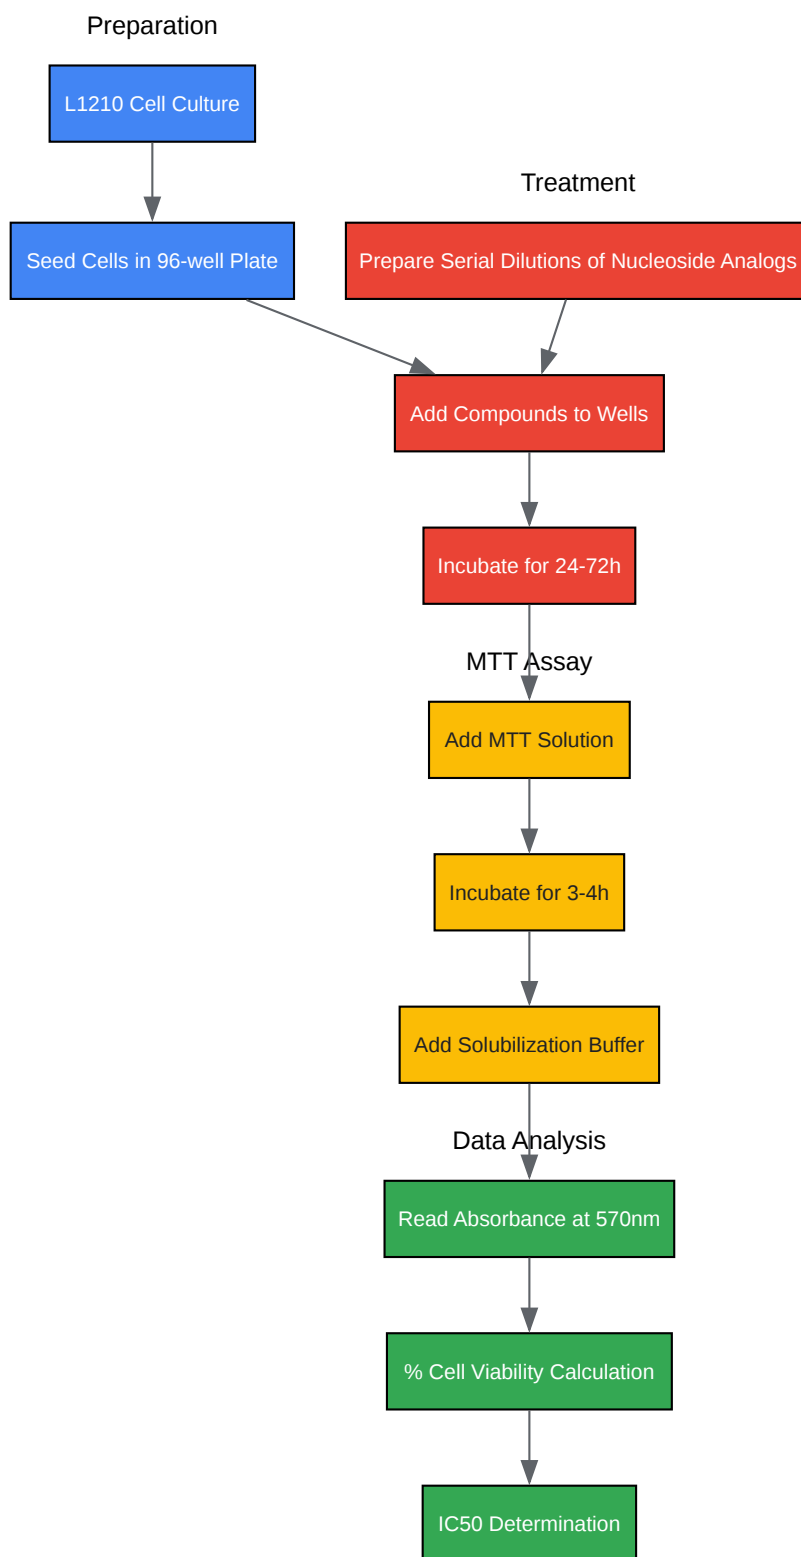 Preparation
L1210 Cell Culture
Treatment
Seed Cells in 96-well Plate
Prepare Serial Dilutions of Nucleoside Analogs
Add Compounds to Wells
Incubate for 24-72h
MTT Assay
Add MTT Solution
Incubate for 3-4h
Add Solubilization Buffer
Data Analysis
Read Absorbance at 570nm
% Cell Viability Calculation
IC50 Determination